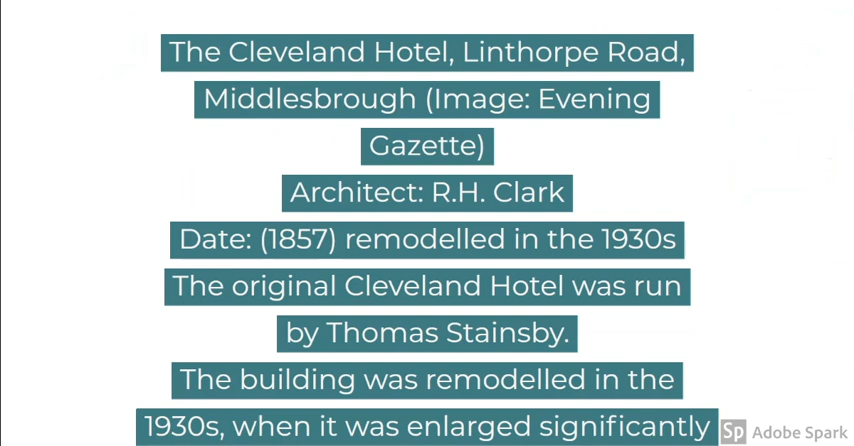 The Cleveland Hotel, Linthorpe Road,
Middlesbrough (Image: Evening
Gazette)
Architect: R.H. Clark
Date: (1857) remodelled in the 1930s
The original Cleveland Hotel was run
by Thomas Stainsby.
The building was remodelled in the
1930s, when it was enlarged significantly
Sp Adobe Spark